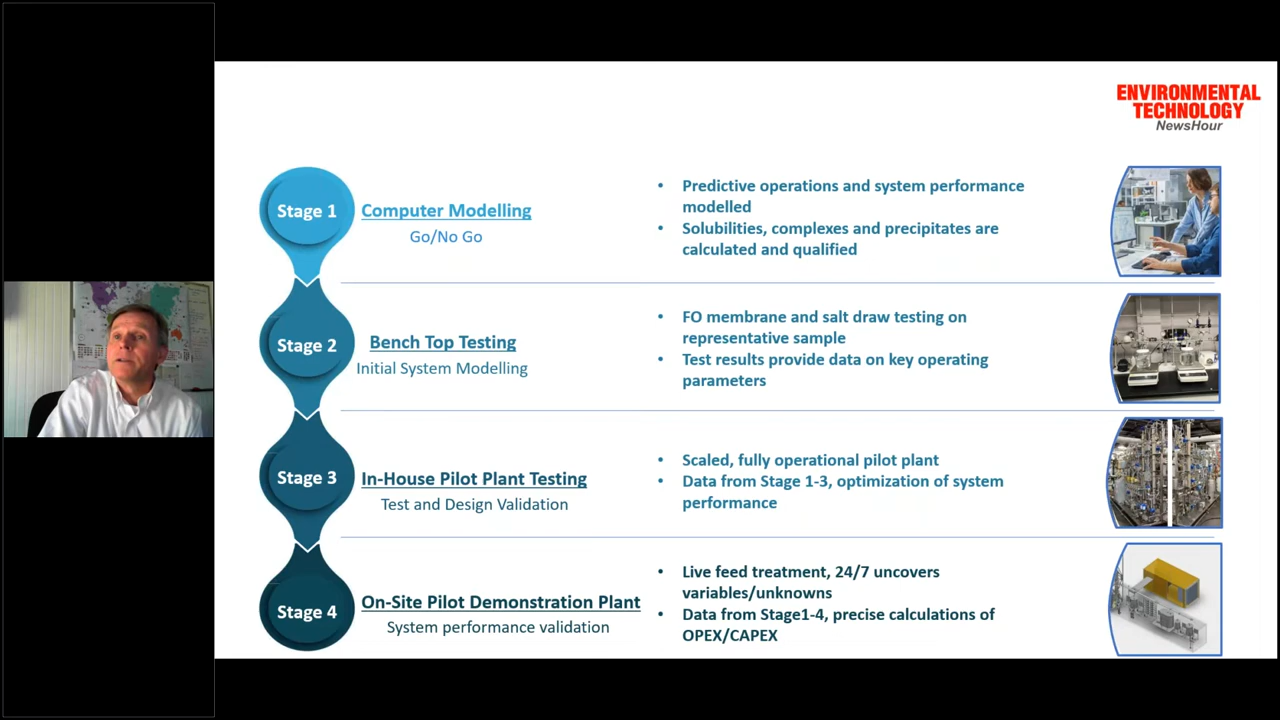 ENVIRONMENTAL
TECHNOLOGY
NewsHour
Stage 1
Computer Modelling
Go/No Go
• Predictive operations and system performance
modelled
• Solubilities, complexes and precipitates are
calculated and qualified
Stage 2
Bench Top Testing
Initial System Modelling
• FO membrane and salt draw testing on
representative sample
• Test results provide data on key operating
parameters
Stage 3
In-House Pilot Plant Testing
Test and Design Validation
• Scaled, fully operational pilot plant
• Data from Stage 1-3, optimization of system
performance
Stage 4
On-Site Pilot Demonstration Plant
System performance validation
• Live feed treatment, 24/7 uncovers
variables/unknowns
• Data from Stage1-4, precise calculations of
OPEX/CAPEX